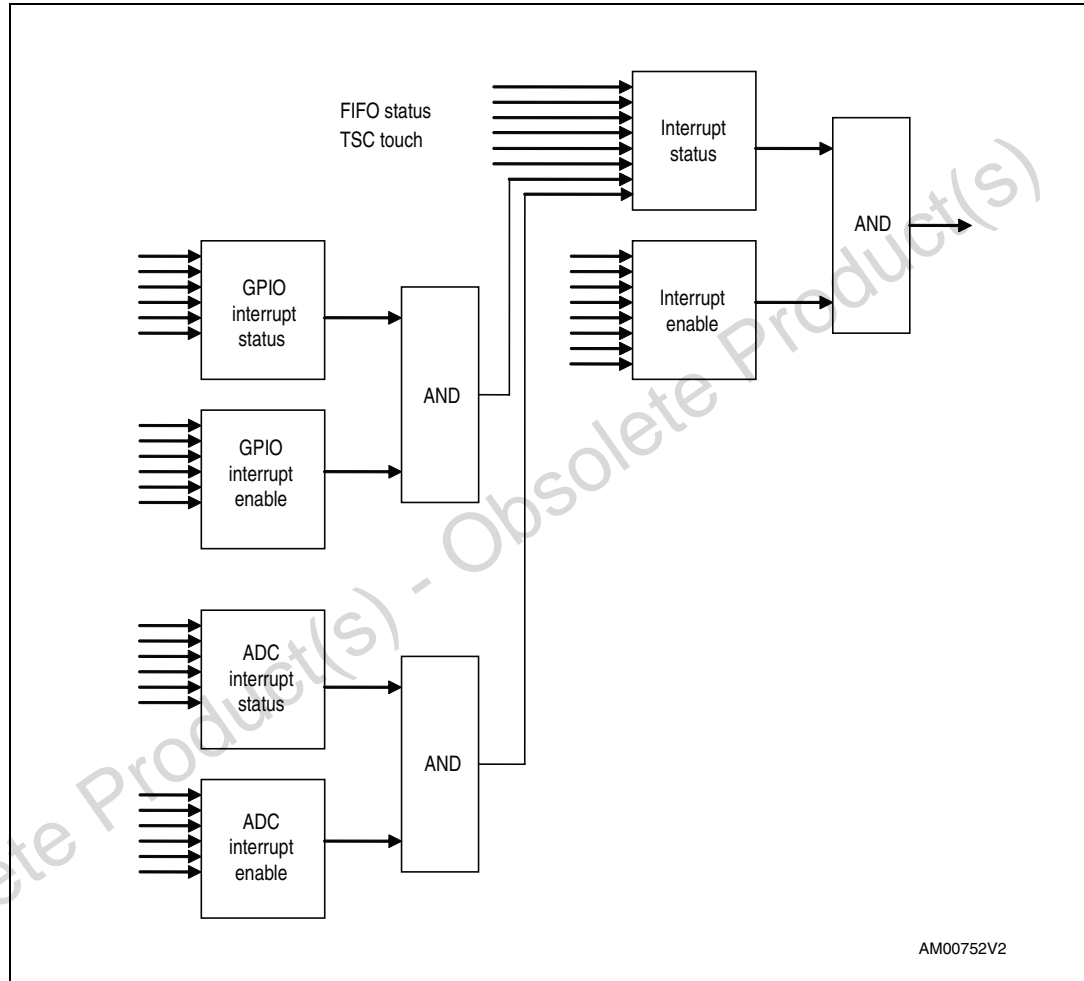 FIFO status
TSC touch
Interrupt
status
AND
Interrupt
enable
GPIO
interrupt
status
AND
GPIO
interrupt
enable
ADC
interrupt
status
AND
ADC
interrupt
enable
AM00752V2
ete Product(s) - Obsolete Product(s)